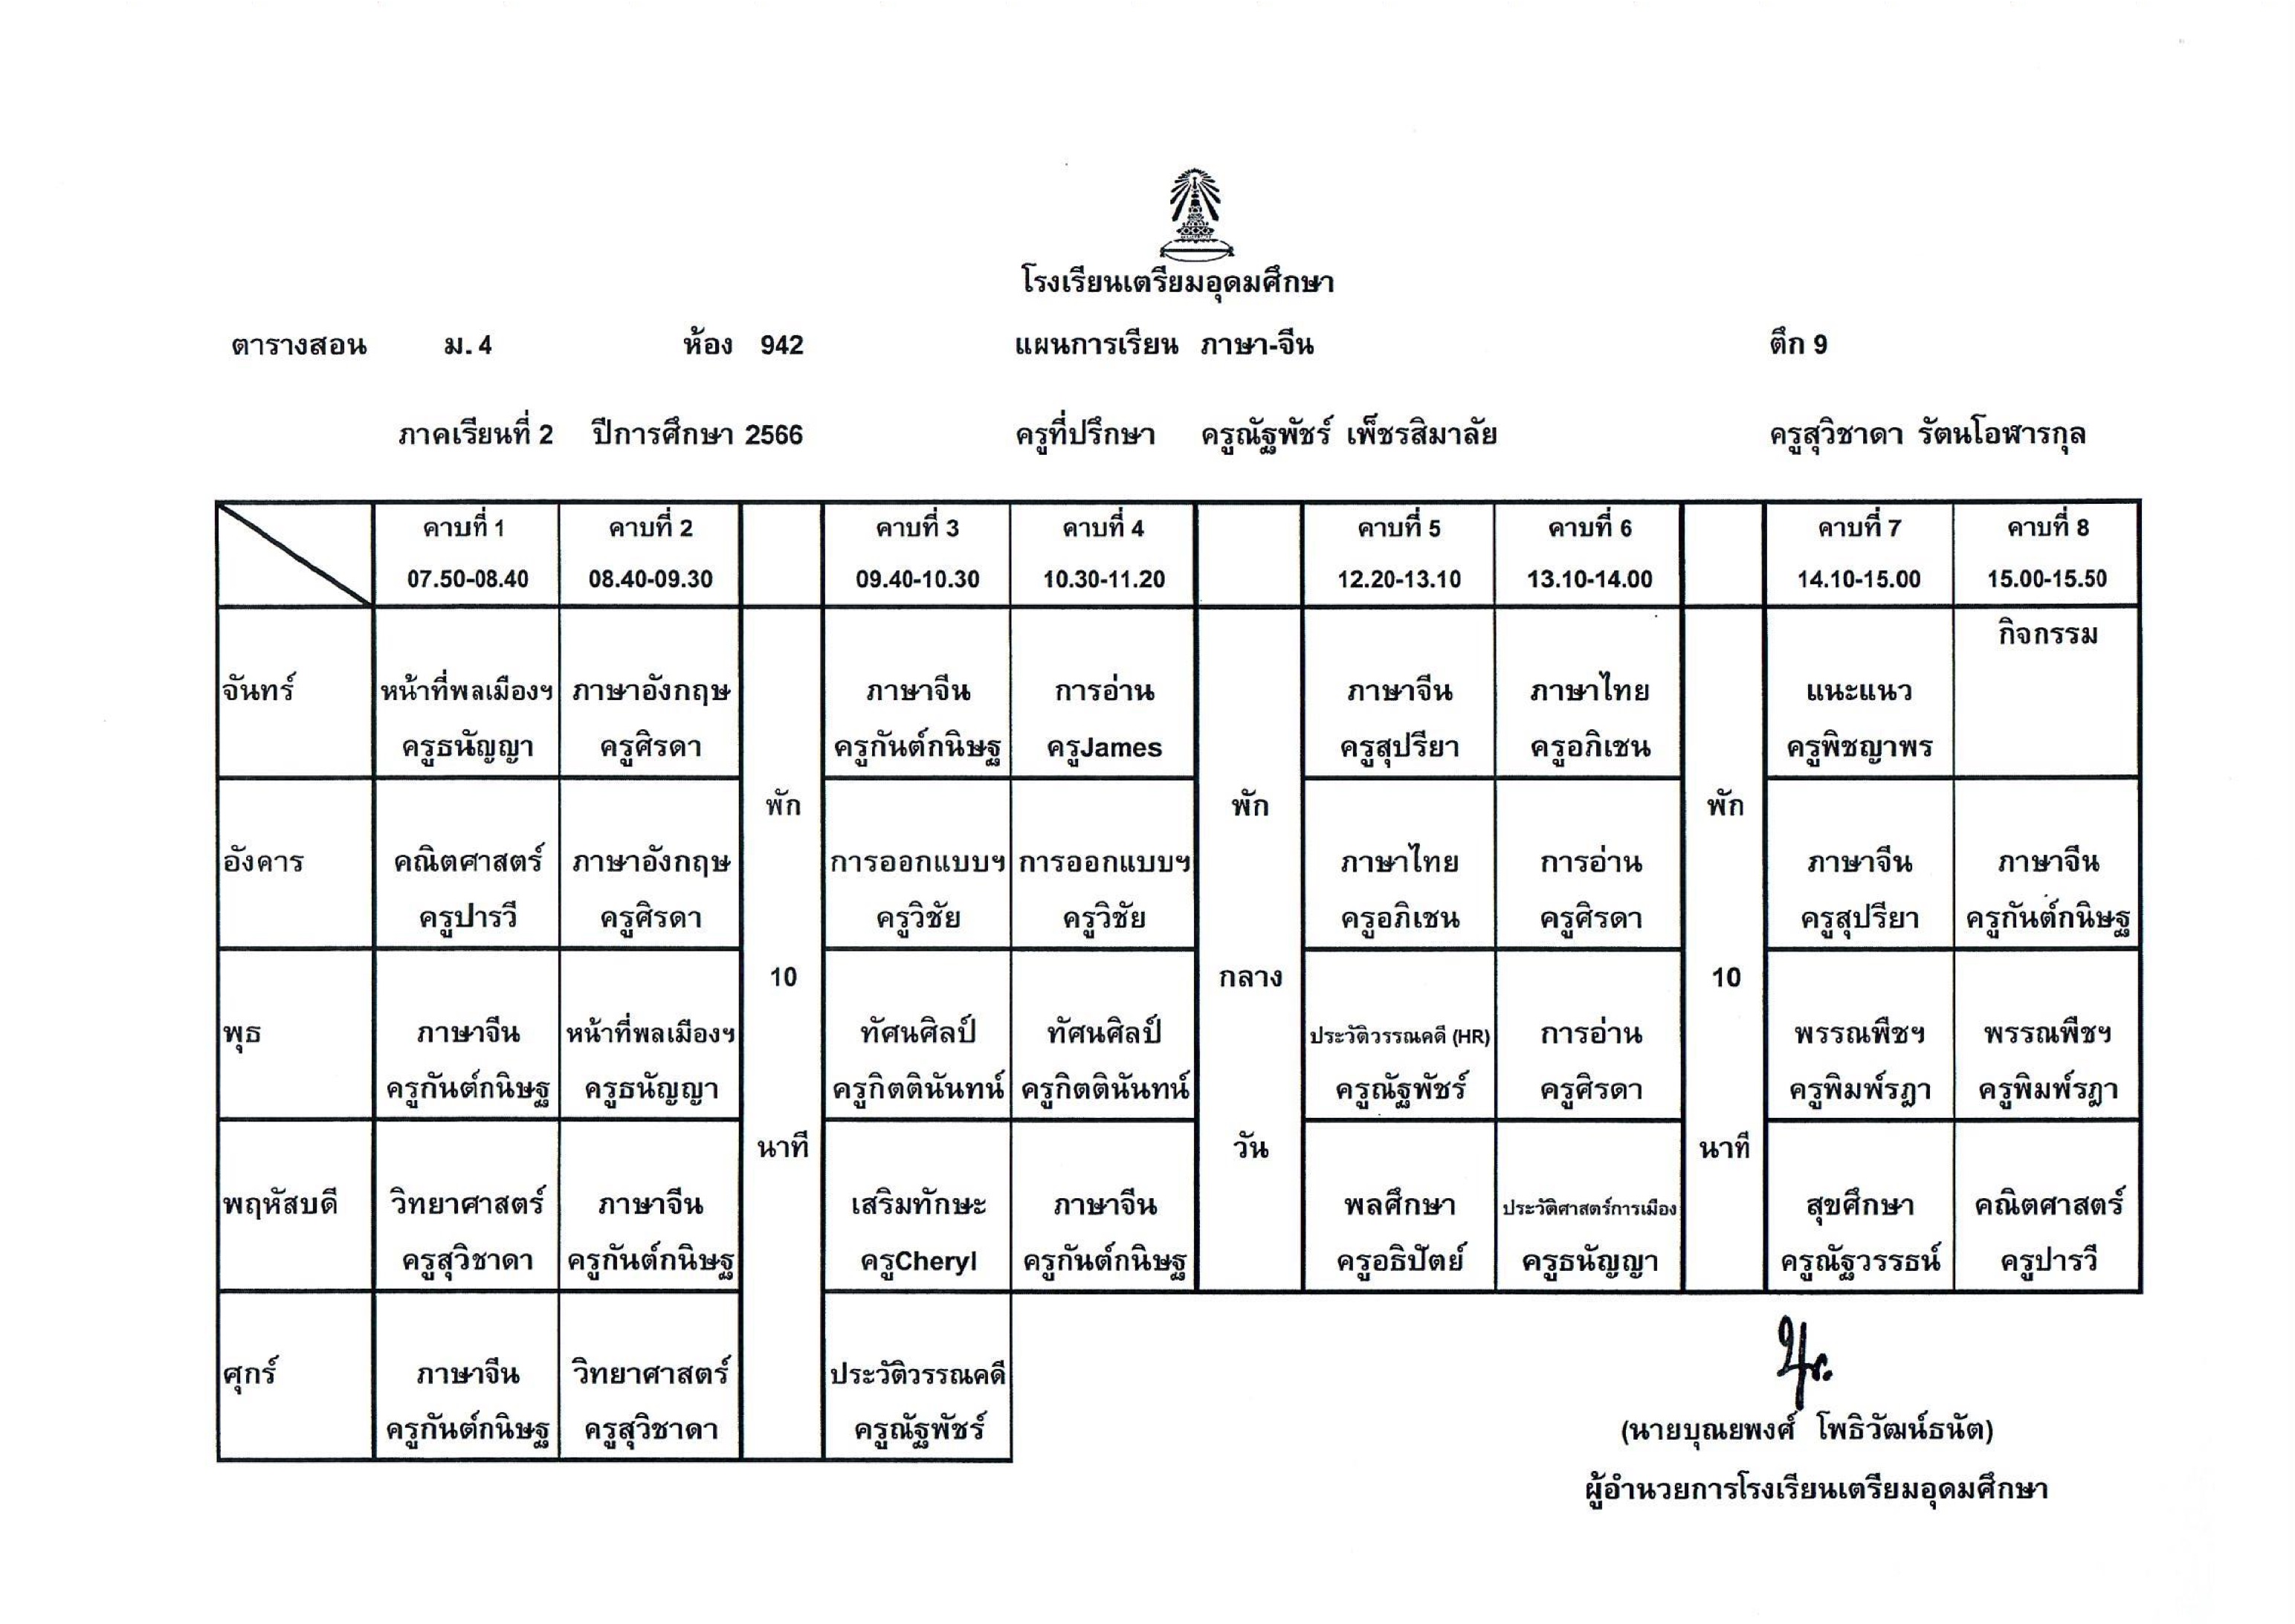 โรงเรียนเตรียมอุดมศึกษา
ตารางสอน ม. 4 ห้อง 942 แผนการเรียน ภาษา-จีน ตึก 9
ภาคเรียนที่ 2 ปีการศึกษา 2566 ครูที่ปรึกษา ครูณัฐพัชร์ เพ็ชรสิมาลัย ครูสุวิชาดา รัตนโอฬารกุล
คาบที่ 1 คาบที่ 2 คาบที่ 3 คาบที่ 4 คาบที่ 5 คาบที่ 6 คาบที่ 7 คาบที่ 8
07.50-08.40 08.40-09.30 09.40-10.30 10.30-11.20 12.20-13.10 13.10-14.00 14.10-15.00 15.00-15.50
กิจกรรม
จันทร์ หน้าที่พลเมืองฯ ภาษาอังกฤษ ภาษาจีน การอ่าน ภาษาจีน ภาษาไทย แนะแนว
ครูธนัญญา ครูศิรดา ครูกันต์กนิษฐ ครูJames ครูสุปรียา ครูอภิเชน ครูพิชญาพร
พัก พัก พัก
อังคาร คณิตศาสตร์ ภาษาอังกฤษ การออกแบบฯ การออกแบบฯ ภาษาไทย การอ่าน ภาษาจีน ภาษาจีน
ครูปารวี ครูศิรดา ครูวิชัย ครูวิชัย ครูอภิเชน ครูศิรดา ครูสุปรียา ครูกันต์กนิษฐ
10 กลาง 10
พุธ ภาษาจีน หน้าที่พลเมืองฯ ทัศนศิลป์ ทัศนศิลป์ ประวัติวรรณคดี (HR) การอ่าน พรรณพืชฯ พรรณพืชฯ
ครูกันต์กนิษฐ ครูธนัญญา ครูกิตตินันทน์ ครูกิตตินันทน์ ครูณัฐพัชร์ ครูศิรดา ครูพิมพ์รฎา ครูพิมพ์รฎา
นาที วัน นาที
พฤหัสบดี วิทยาศาสตร์ ภาษาจีน เสริมทักษะ ภาษาจีน พลศึกษา ประวัติศาสตร์การเมือง สุขศึกษา คณิตศาสตร์
ครูสุวิชาดา ครูกันต์กนิษฐ ครูCheryl ครูกันต์กนิษฐ ครูอธิปัตย์ ครูธนัญญา ครูณัฐวรรธน์ ครูปารวี
ศุกร์ ภาษาจีน วิทยาศาสตร์ ประวัติวรรณคดี
ครูกันต์กนิษฐ ครูสุวิชาดา ครูณัฐพัชร์
(นายบุณยพงศ์ โพธิวัฒน์ธนัต)
ผู้อำนวยการโรงเรียนเตรียมอุดมศึกษา